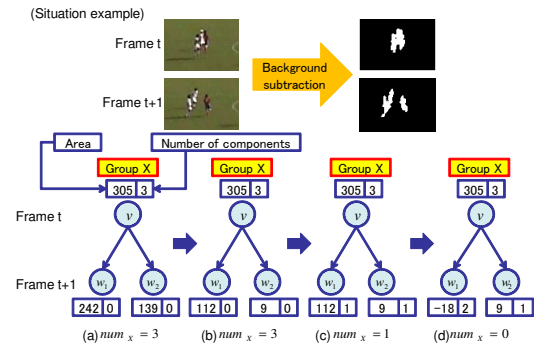 (Situation example)
Frame t
Frame t+1
Background subtraction
Area
Number of components
Group X
Group X
Group X
Group X
305 3
305 3
305 3
305 3
Frame t
v
v
v
v
Frame t+1
w1 w2
w1 w2
w1 w2
w1 w2
242 0 139 0
112 0 9 0
112 1 9 1
-18 2 9 1
(a) num x = 3
(b) num x = 3
(c) num x = 1
(d) num x = 0